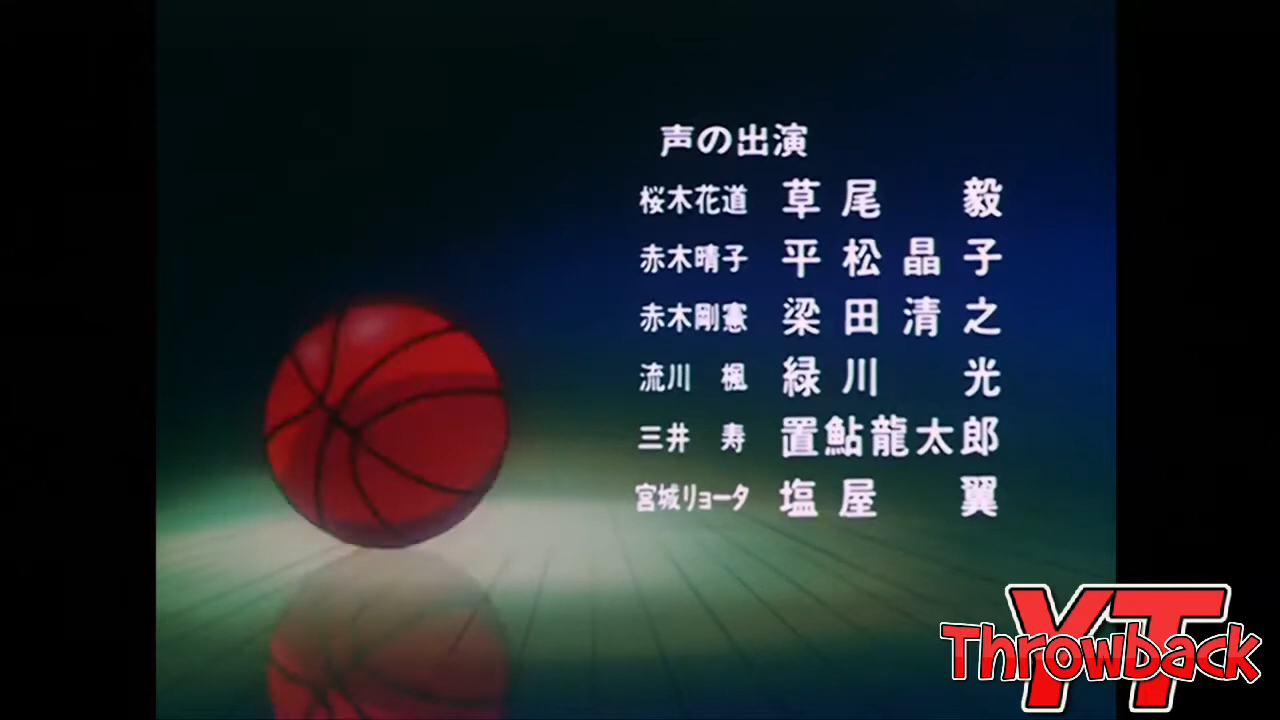 声の出演
桜木花道 草尾 毅
赤木晴子 平松晶子
赤木剛憲 梁田清之
流川 楓 緑川 光
三井 寿 置鮎龍太郎
宮城リョータ 塩屋 翼
YT
Throwback